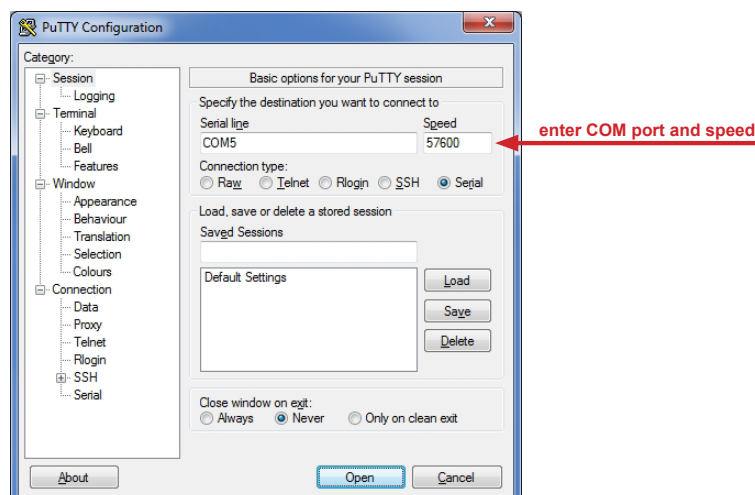 PuTTY Configuration
Category:
Session
Logging
Terminal
Keyboard
Bell
Features
Window
Appearance
Behaviour
Translation
Selection
Colours
Connection
Data
Proxy
Telnet
Rlogin
SSH
Serial
Basic options for your PuTTY session
Specify the destination you want to connect to
Serial line Speed
COM5 57600
Connection type:
Raw Telnet Rlogin SSH Serial
Load, save or delete a stored session
Saved Sessions
Default Settings
Load
Save
Delete
Close window on exit:
Always Never Only on clean exit
About Open Cancel
enter COM port and speed